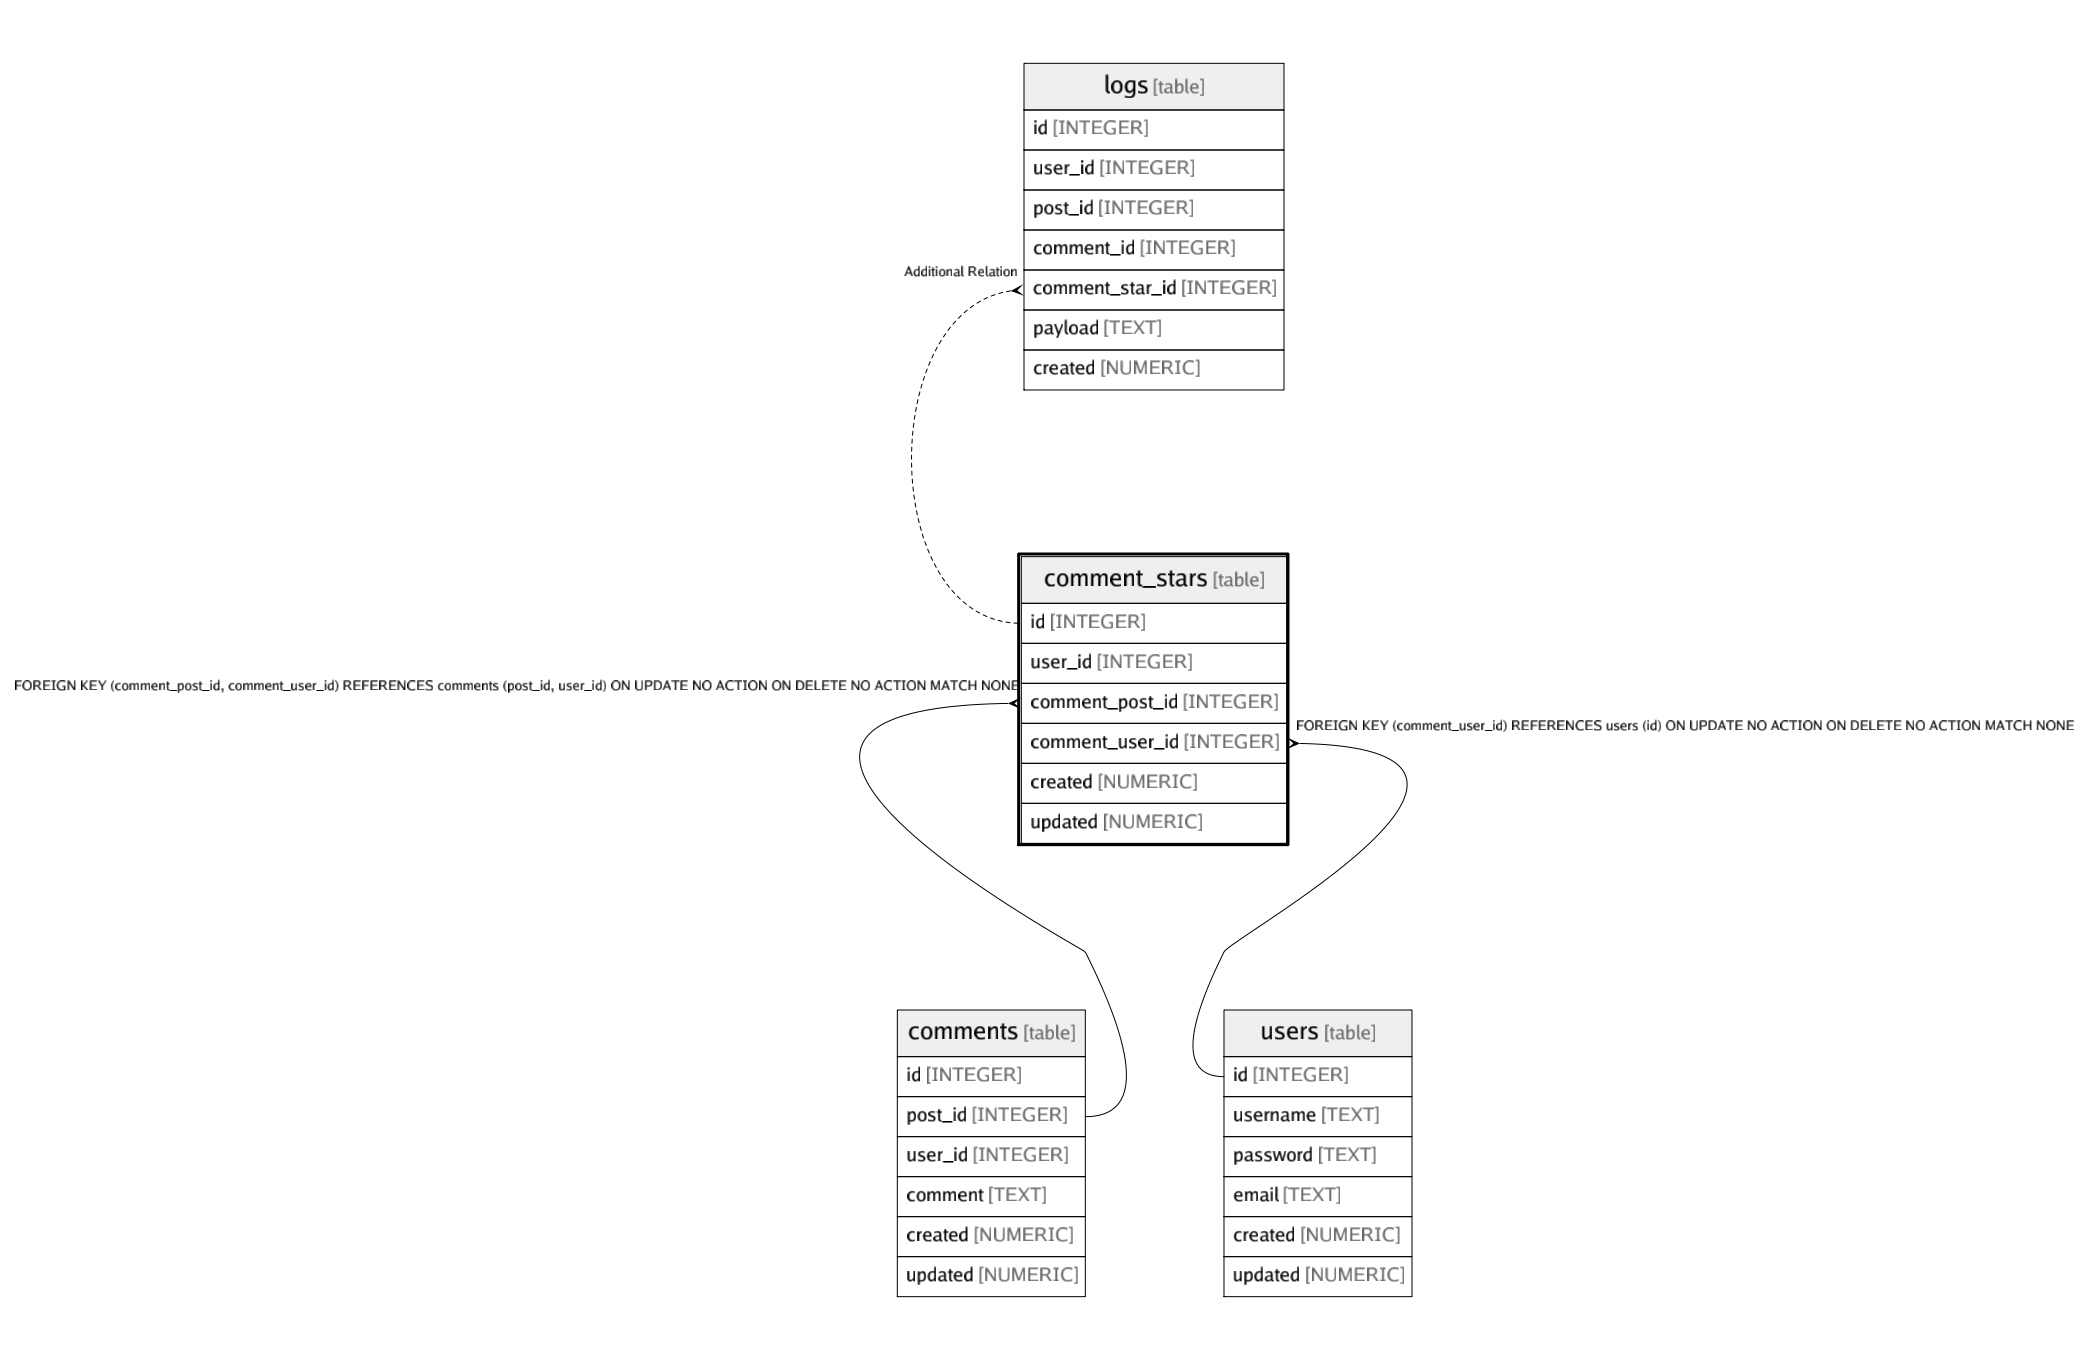 logs [table]
id [INTEGER]
user_id [INTEGER]
post_id [INTEGER]
comment_id [INTEGER]
Additional Relation
comment_star_id [INTEGER]
payload [TEXT]
created [NUMERIC]
comment_stars [table]
id [INTEGER]
user_id [INTEGER]
FOREIGN KEY (comment_post_id, comment_user_id) REFERENCES comments (post_id, user_id) ON UPDATE NO ACTION ON DELETE NO ACTION MATCH NONE
comment_post_id [INTEGER]
FOREIGN KEY (comment_user_id) REFERENCES users (id) ON UPDATE NO ACTION ON DELETE NO ACTION MATCH NONE
comment_user_id [INTEGER]
created [NUMERIC]
updated [NUMERIC]
comments [table]
id [INTEGER]
post_id [INTEGER]
user_id [INTEGER]
comment [TEXT]
created [NUMERIC]
updated [NUMERIC]
users [table]
id [INTEGER]
username [TEXT]
password [TEXT]
email [TEXT]
created [NUMERIC]
updated [NUMERIC]